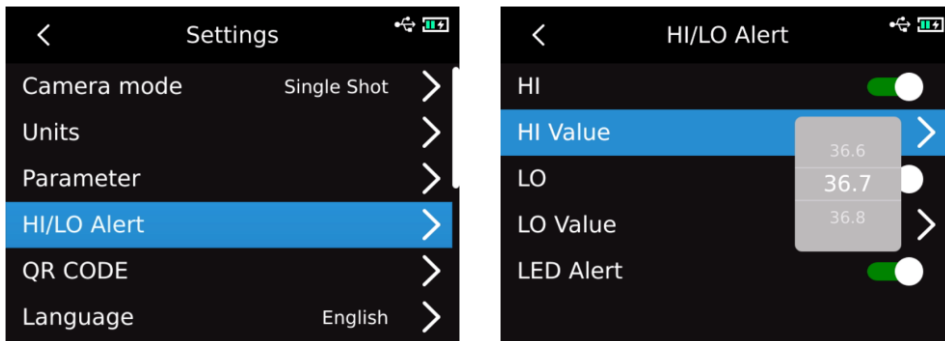 Settings
Camera mode Single Shot
Units
Parameter
HI/LO Alert
QR CODE
Language English
HI/LO Alert
HI
HI Value
36.6
36.7
36.8
LO
LO Value
LED Alert